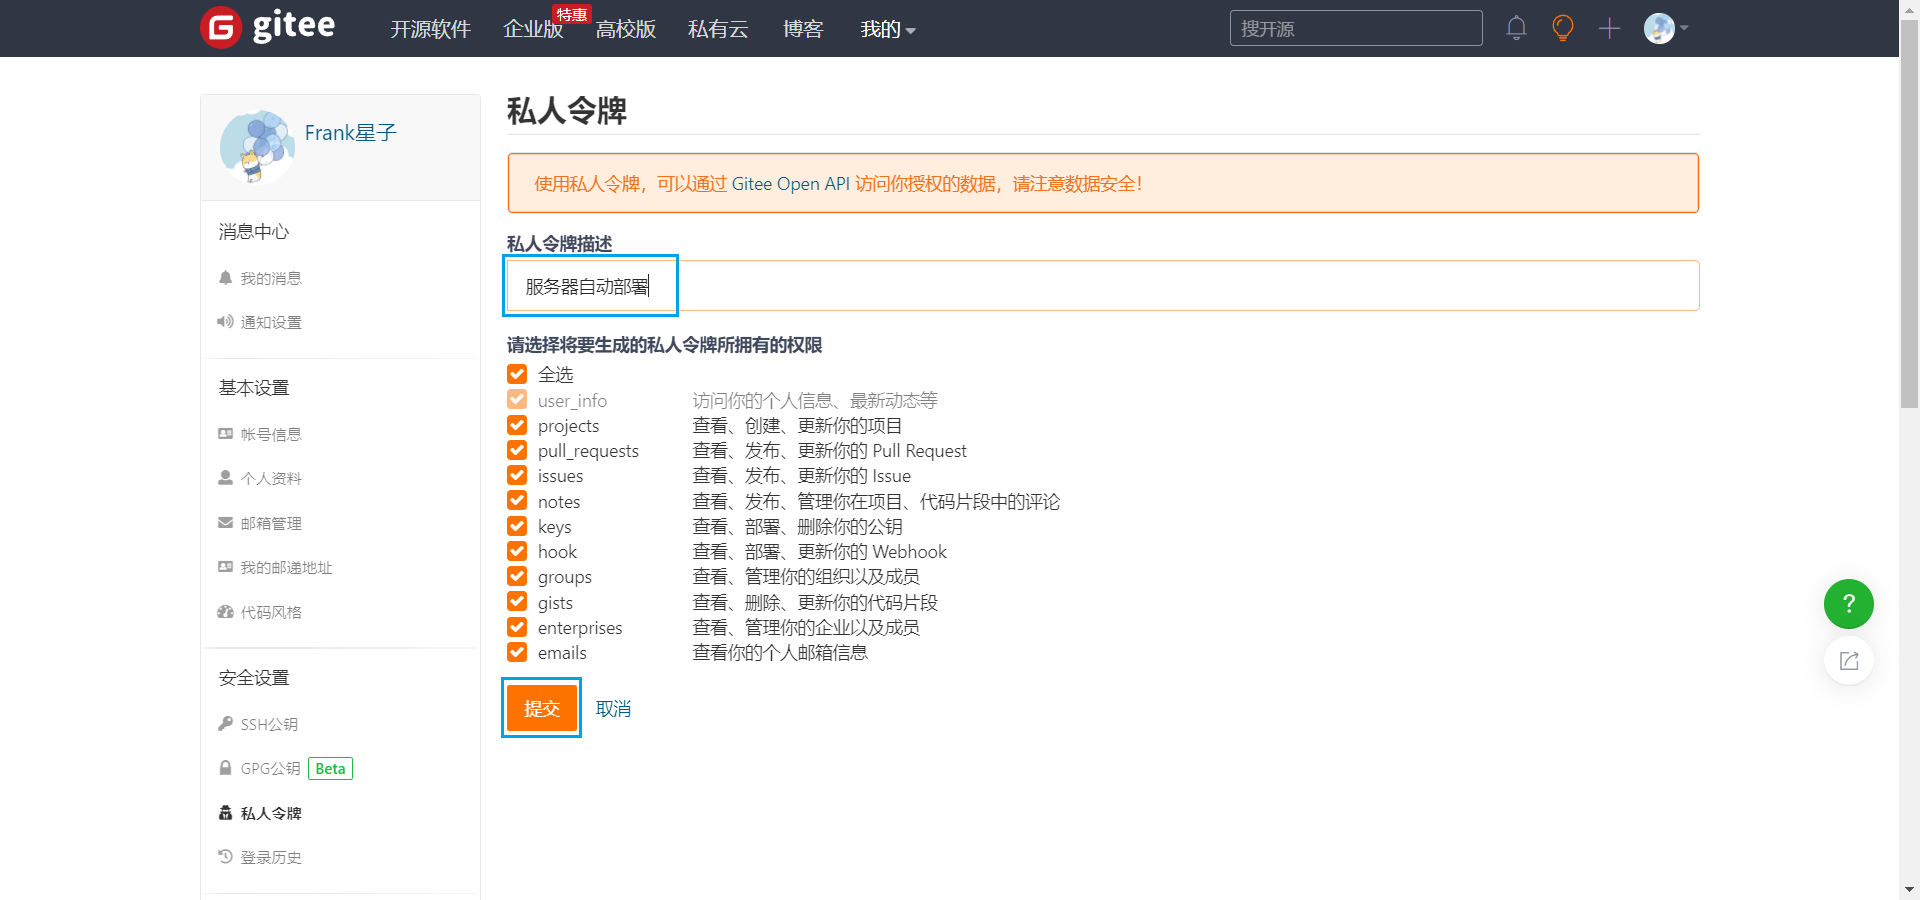 gitee 开源软件 企业版 特惠 高校版 私有云 博客 我的 搜开源
Frank星子
消息中心
我的消息
通知设置
基本设置
帐号信息
个人资料
邮箱管理
我的邮递地址
代码风格
安全设置
SSH公钥
GPG公钥 Beta
私人令牌
登录历史
私人令牌
使用私人令牌，可以通过 Gitee Open API 访问你授权的数据，请注意数据安全！
私人令牌描述
服务器自动部署
请选择将要生成的私人令牌所拥有的权限
全选
user_info 访问你的个人信息、最新动态等
projects 查看、创建、更新你的项目
pull_requests 查看、发布、更新你的 Pull Request
issues 查看、发布、更新你的 Issue
notes 查看、发布、管理你在项目、代码片段中的评论
keys 查看、部署、删除你的公钥
hook 查看、部署、更新你的 Webhook
groups 查看、管理你的组织以及成员
gists 查看、删除、更新你的代码片段
enterprises 查看、管理你的企业以及成员
emails 查看你的个人邮箱信息
提交 取消
?